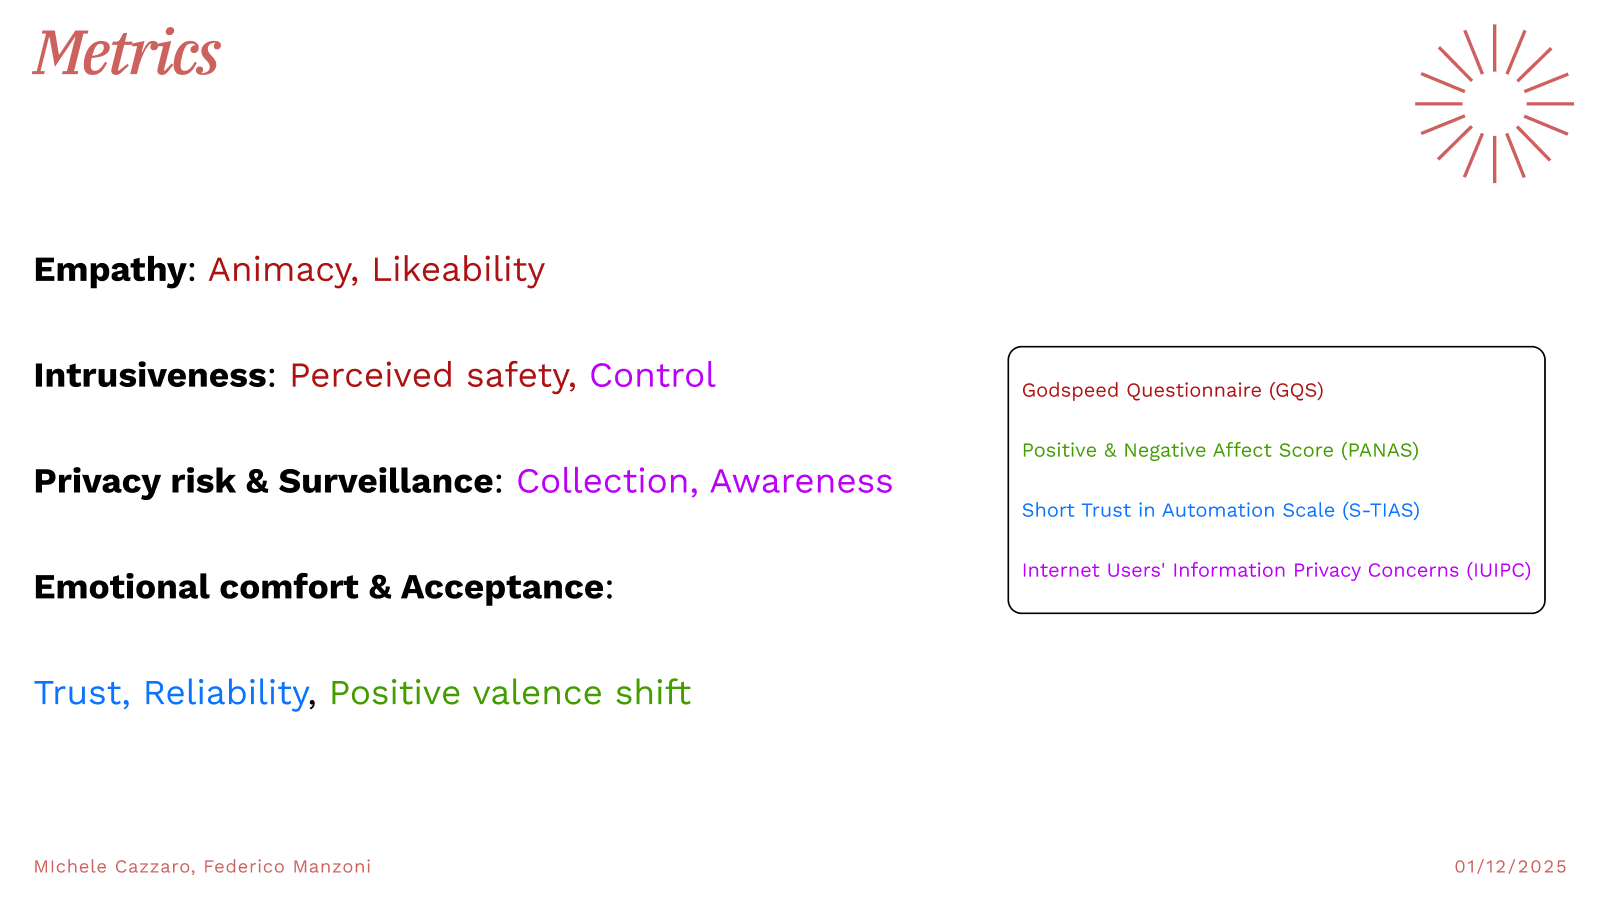 Metrics
Empathy: Animacy, Likeability
Intrusiveness: Perceived safety, Control
Privacy risk & Surveillance: Collection, Awareness
Emotional comfort & Acceptance:
Trust, Reliability, Positive valence shift
Godspeed Questionnaire (GQS)
Positive & Negative Affect Score (PANAS)
Short Trust in Automation Scale (S-TIAS)
Internet Users' Information Privacy Concerns (IUIPC)
MIchele Cazzaro, Federico Manzoni
01/12/2025